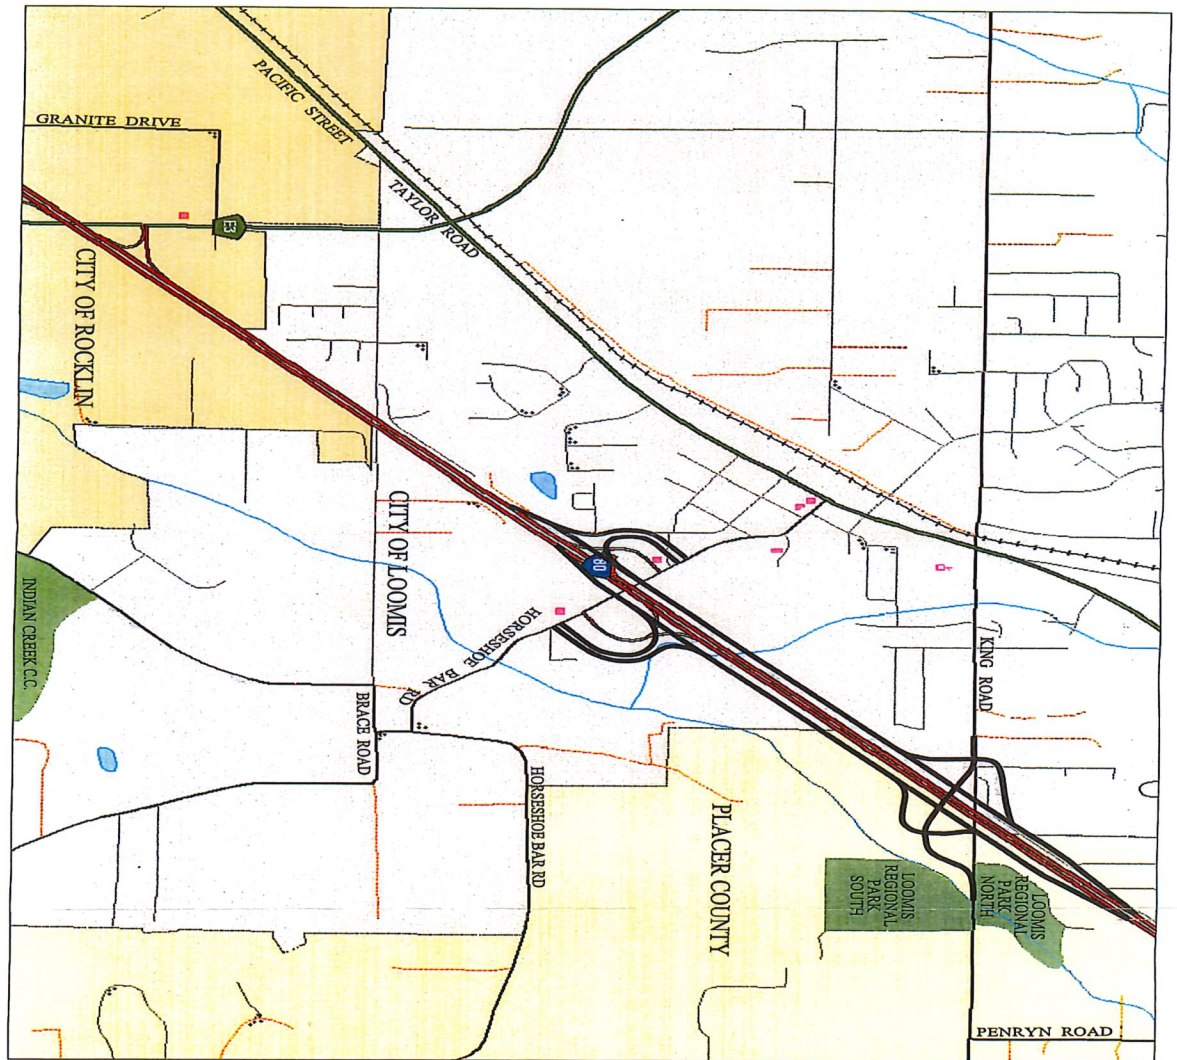 PACIFIC STREET
GRANITE DRIVE
TAYLOR ROAD
CITY OF ROCKLIN
CITY OF LOOMIS
80
HORSESHOE BAR RD
INDIAN CREEK C.C.
KING ROAD
BRACE ROAD
HORSESHOE BAR RD
PLACER COUNTY
LOOMIS
REGIONAL
PARK
SOUTH
LOOMIS
REGIONAL
PARK
NORTH
PENRYN ROAD